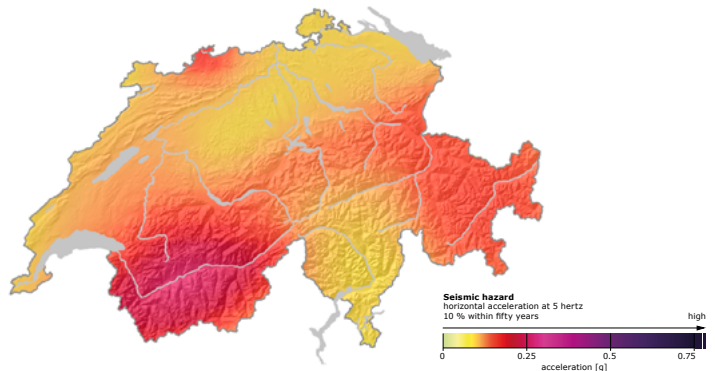 Seismic hazard
horizontal acceleration at 5 hertz
10 % within fifty years high
0 0.25 0.5 0.75
acceleration [g]